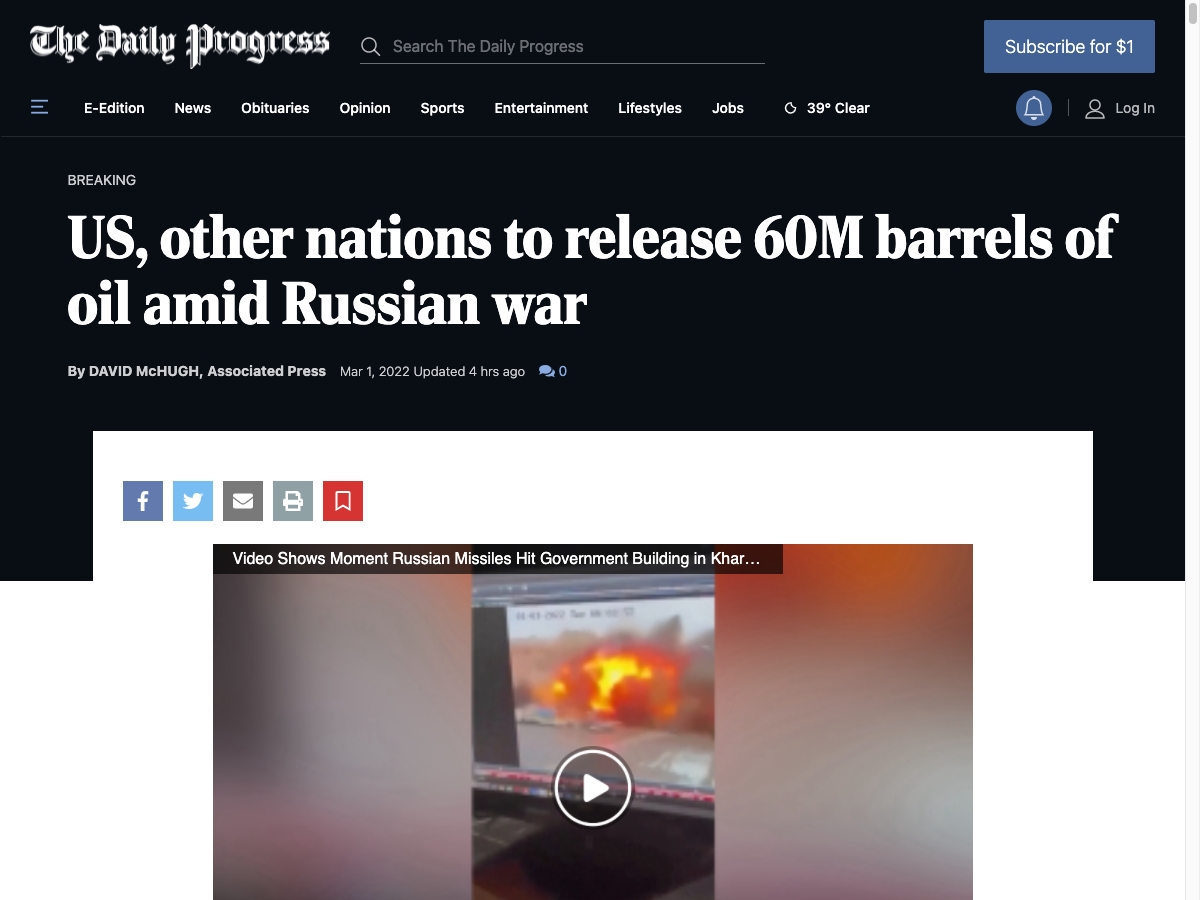 The Daily Progress
Search The Daily Progress
Subscribe for $1
E-Edition News Obituaries Opinion Sports Entertainment Lifestyles Jobs 39° Clear Log In
BREAKING
US, other nations to release 60M barrels of
oil amid Russian war
By DAVID McHUGH, Associated Press Mar 1, 2022 Updated 4 hrs ago 0
Video Shows Moment Russian Missiles Hit Government Building in Khar...